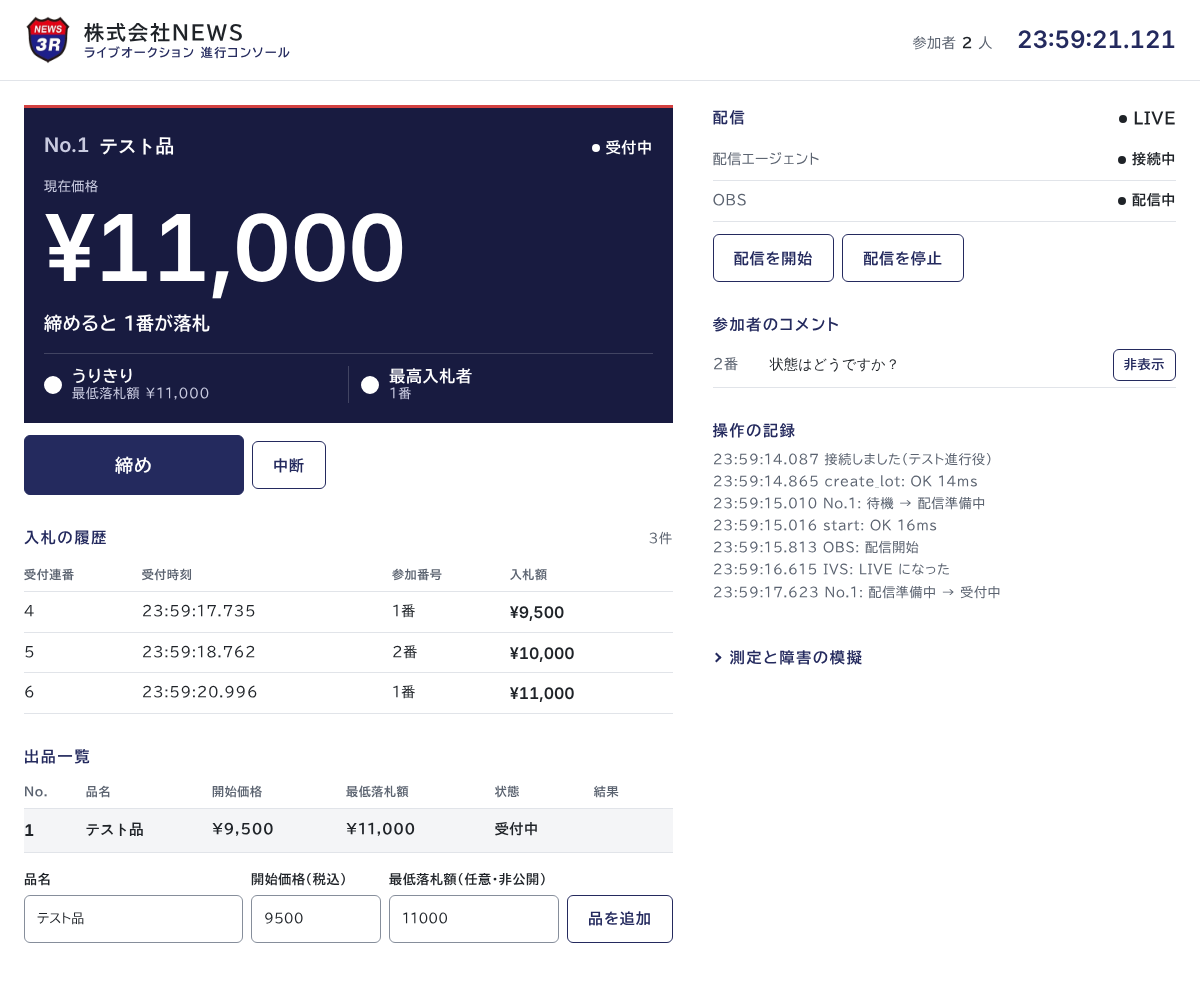 NEWS
3R
株式会社NEWS
ライブオークション 進行コンソール
参加者 2 人
23:59:21.121
No.1 テスト品
受付中
現在価格
¥11,000
締めると 1番が落札
うりきり
最低落札額 ¥11,000
最高入札者
1番
締め
中断
入札の履歴
3件
受付連番 受付時刻 参加番号 入札額
4 23:59:17.735 1番 ¥9,500
5 23:59:18.762 2番 ¥10,000
6 23:59:20.996 1番 ¥11,000
出品一覧
No. 品名 開始価格 最低落札額 状態 結果
1 テスト品 ¥9,500 ¥11,000 受付中
品名
テスト品
開始価格(税込)
9500
最低落札額(任意・非公開)
11000
品を追加
配信
LIVE
配信エージェント
接続中
OBS
配信中
配信を開始
配信を停止
参加者のコメント
2番 状態はどうですか?
非表示
操作の記録
23:59:14.087 接続しました(テスト進行役)
23:59:14.865 create_lot: OK 14ms
23:59:15.010 No.1: 待機 → 配信準備中
23:59:15.016 start: OK 16ms
23:59:15.813 OBS: 配信開始
23:59:16.615 IVS: LIVE になった
23:59:17.623 No.1: 配信準備中 → 受付中
測定と障害の模擬